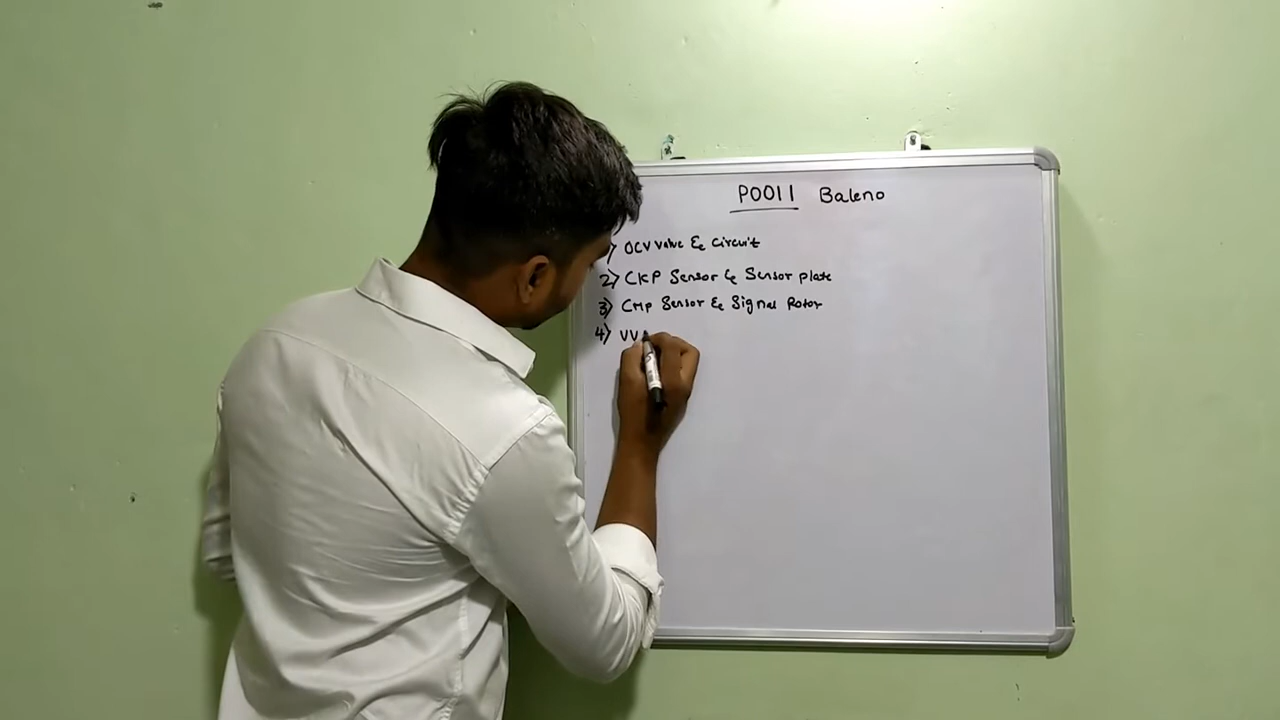 P0011 Baleno
1) OCV Valve & Circuit
2) CKP Sensor & Sensor plate
3) CMP Sensor & Signal Rotor
4) VV